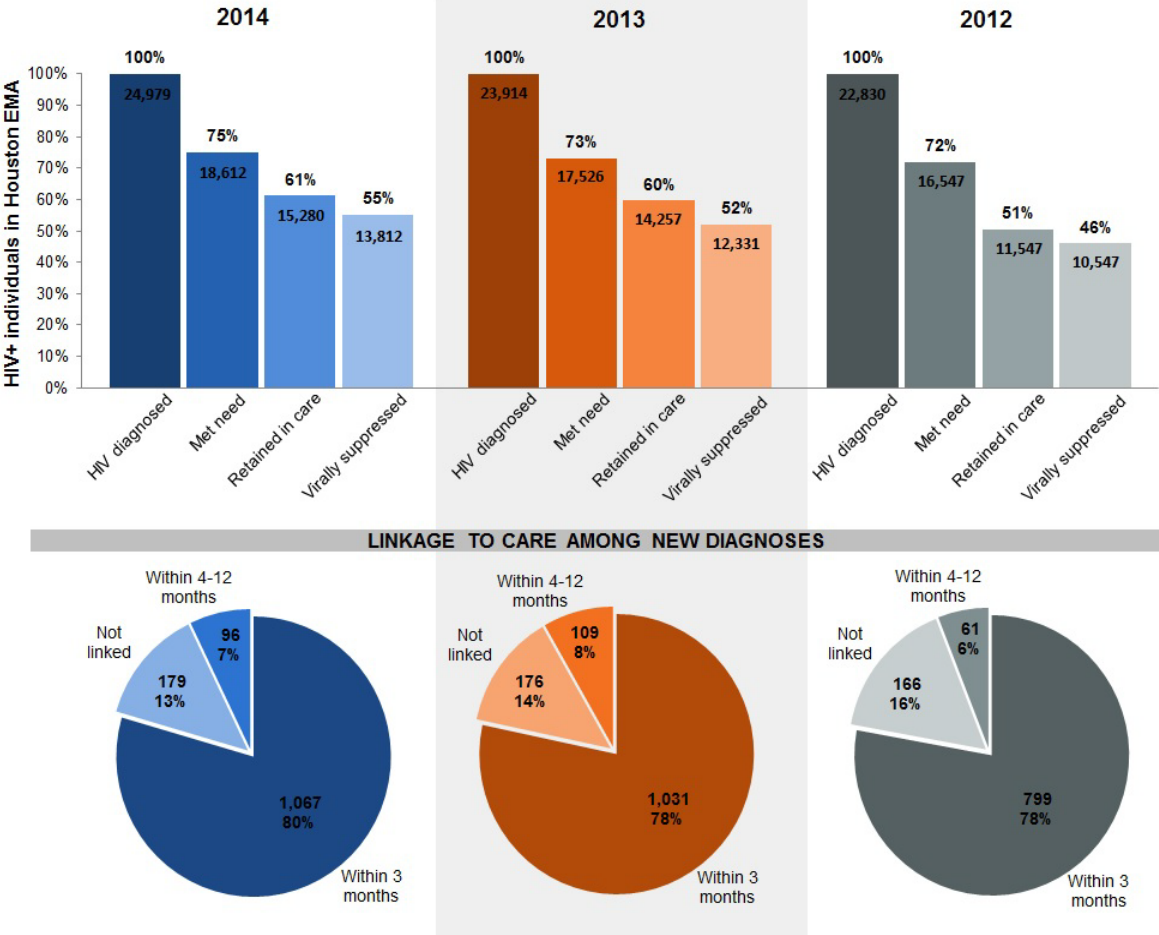 2014
2013
2012
HIV+ individuals in Houston EMA
100%
90%
80%
70%
60%
50%
40%
30%
20%
10%
0%
100%
24,979
75%
18,612
61%
15,280
55%
13,812
HIV diagnosed
Met need
Retained in care
Virally suppressed
100%
23,914
73%
17,526
60%
14,257
52%
12,331
HIV diagnosed
Met need
Retained in care
Virally suppressed
100%
22,830
72%
16,547
51%
11,547
46%
10,547
HIV diagnosed
Met need
Retained in care
Virally suppressed
LINKAGE TO CARE AMONG NEW DIAGNOSES
Within 4-12
months
96
7%
Not
linked
179
13%
1,067
80%
Within 3
months
Within 4-12
months
109
8%
Not
linked
176
14%
1,031
78%
Within 3
months
Within 4-12
months
61
6%
Not
linked
166
16%
799
78%
Within 3
months